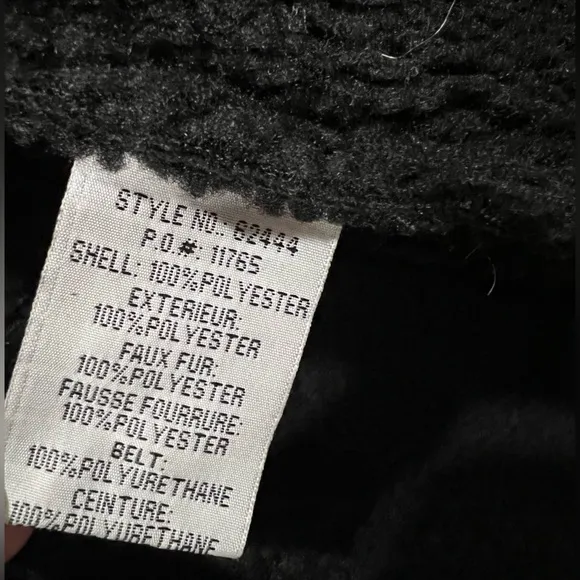 STYLE NO.: 62444
P.O.#: 11765
SHELL: 100%POLYESTER
EXTERIEUR:
100%POLYESTER
FAUX FUR:
100%POLYESTER
FAUSSE FOURRURE:
100%POLYESTER
BELT:
100%POLYURETHANE
CEINTURE:
100%POLYURETHANE